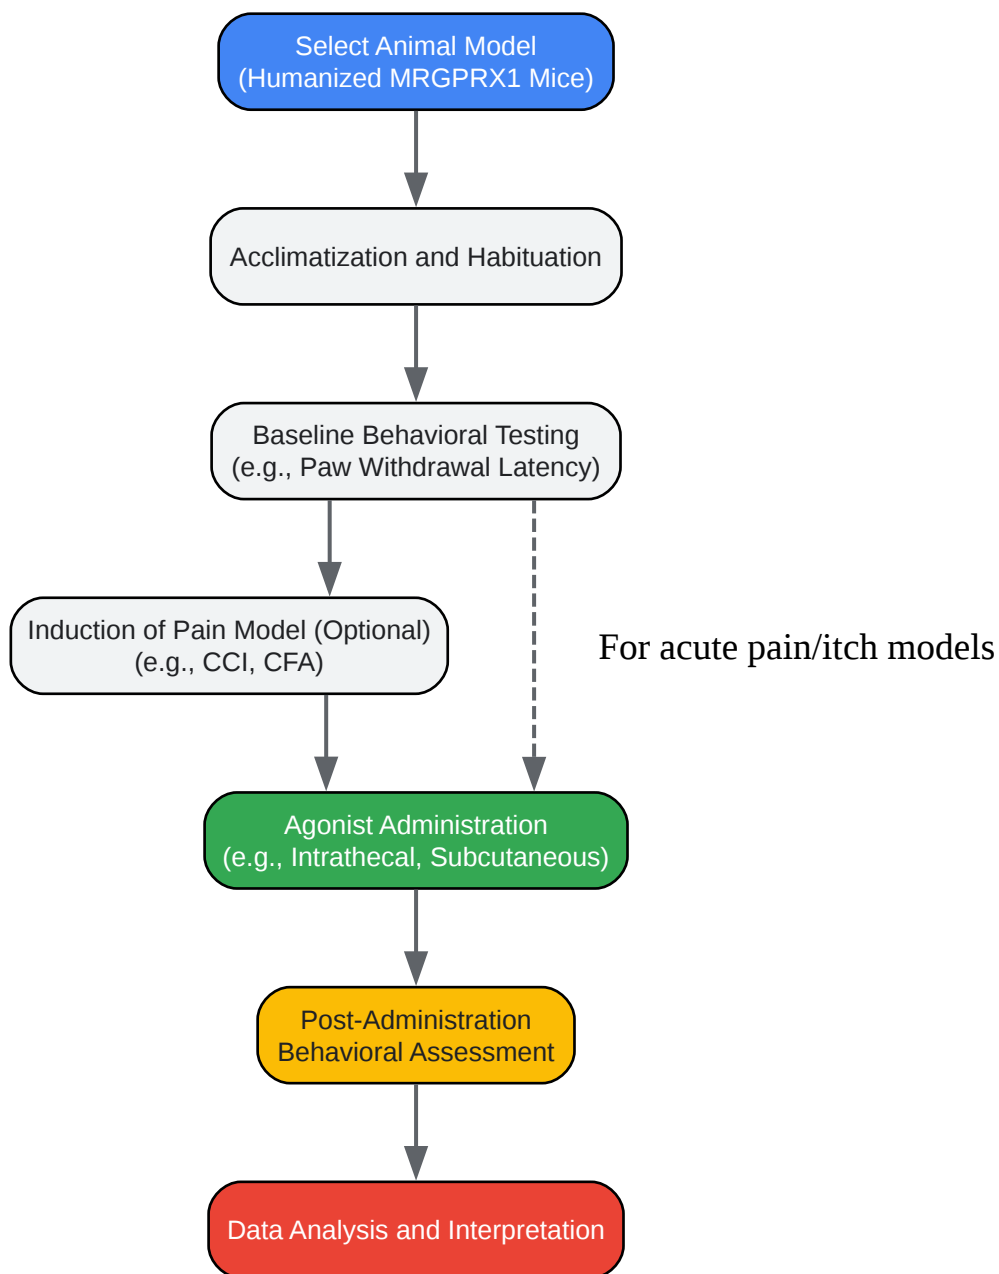 Select Animal Model
(Humanized MRGPRX1 Mice)
Acclimatization and Habituation
Baseline Behavioral Testing
(e.g., Paw Withdrawal Latency)
Induction of Pain Model (Optional)
(e.g., CCI, CFA)
For acute pain/itch models
Agonist Administration
(e.g., Intrathecal, Subcutaneous)
Post-Administration
Behavioral Assessment
Data Analysis and Interpretation